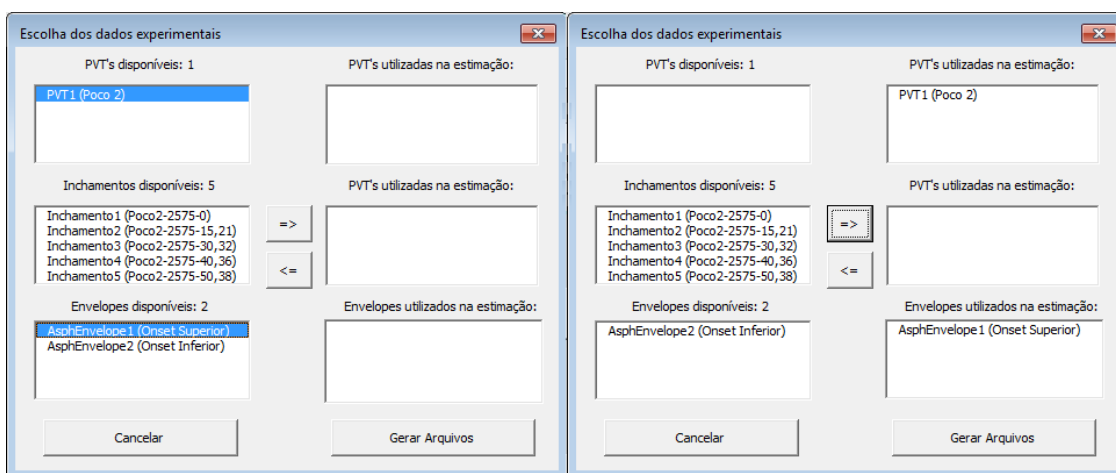 Escolha dos dados experimentais
PVT's disponíveis: 1
PVT's utilizadas na estimação:
PVT1 (Poco 2)
Inchamentos disponíveis: 5
PVT's utilizadas na estimação:
Inchamento1 (Poco2-2575-0)
Inchamento2 (Poco2-2575-15,21)
Inchamento3 (Poco2-2575-30,32)
Inchamento4 (Poco2-2575-40,36)
Inchamento5 (Poco2-2575-50,38)
=>
<=
Envelopes disponíveis: 2
Envelopes utilizados na estimação:
AsphEnvelope1 (Onset Superior)
AsphEnvelope2 (Onset Inferior)
Cancelar
Gerar Arquivos
Escolha dos dados experimentais
PVT's disponíveis: 1
PVT's utilizadas na estimação:
PVT1 (Poco 2)
Inchamentos disponíveis: 5
PVT's utilizadas na estimação:
Inchamento1 (Poco2-2575-0)
Inchamento2 (Poco2-2575-15,21)
Inchamento3 (Poco2-2575-30,32)
Inchamento4 (Poco2-2575-40,36)
Inchamento5 (Poco2-2575-50,38)
=>
<=
Envelopes disponíveis: 2
Envelopes utilizados na estimação:
AsphEnvelope2 (Onset Inferior)
AsphEnvelope1 (Onset Superior)
Cancelar
Gerar Arquivos